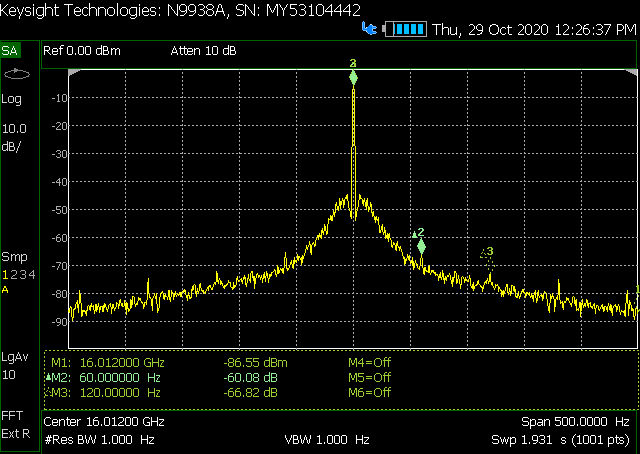 Keysight Technologies: N9938A, SN: MY53104442
Thu, 29 Oct 2020 12:26:37 PM
SA
Ref 0.00 dBm Atten 10 dB
Log
10.0
dB/
-10
-20
-30
-40
-50
-60
-70
-80
-90
2
3
Smp
1234
A
LgAv
10
FFT
Ext R
M1: 16.012000 GHz -86.55 dBm M4=Off
M2: 60.000000 Hz -60.08 dB M5=Off
M3: 120.00000 Hz -66.82 dB M6=Off
Center 16.01200 GHz Span 500.0000 Hz
#Res BW 1.000 Hz VBW 1.000 Hz Swp 1.931 s (1001 pts)